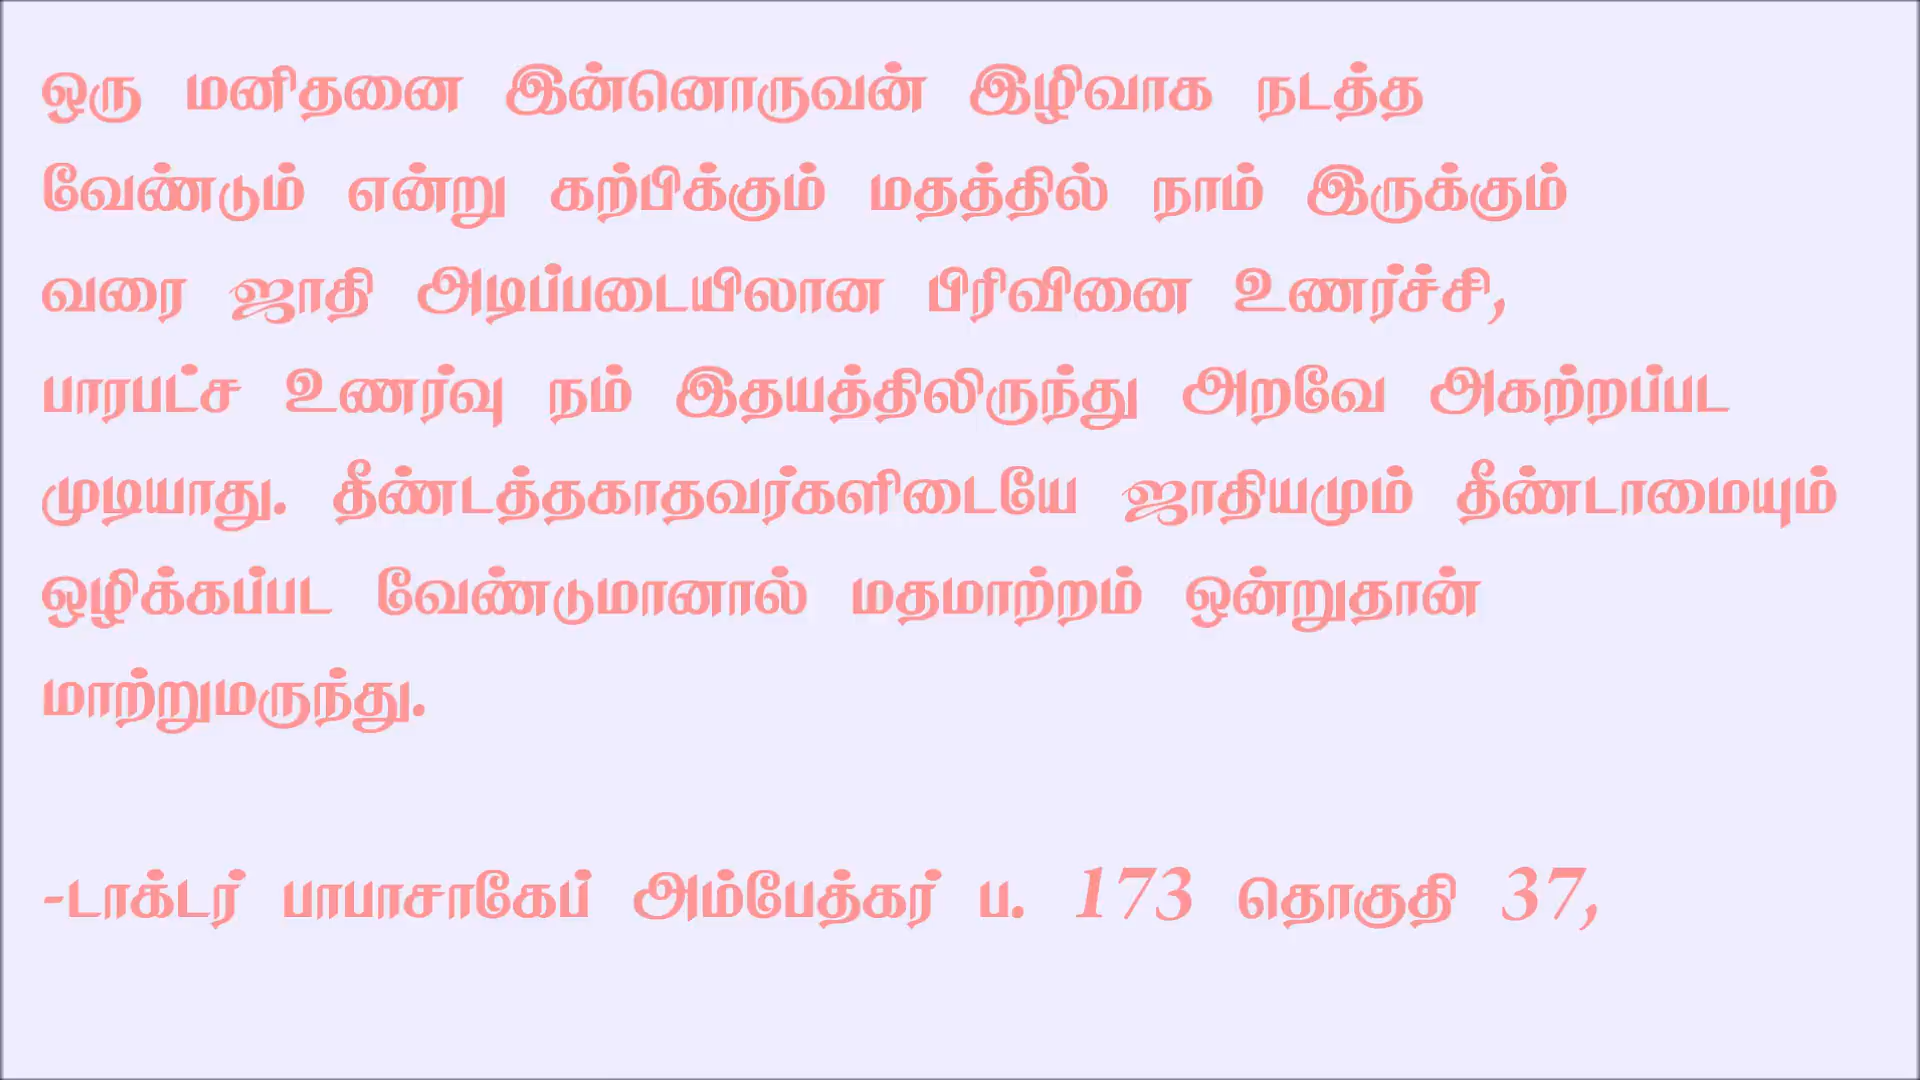 ஒரு மனிதனை இன்னொருவன் இழிவாக நடத்த
வேண்டும் என்று கற்பிக்கும் மதத்தில் நாம் இருக்கும்
வரை ஜாதி அடிப்படையிலான பிரிவினை உணர்ச்சி,
பாரபட்ச உணர்வு நம் இதயத்திலிருந்து அறவே அகற்றப்பட
முடியாது. தீண்டத்தகாதவர்களிடையே ஜாதியமும் தீண்டாமையும்
ஒழிக்கப்பட வேண்டுமானால் மதமாற்றம் ஒன்றுதான்
மாற்றுமருந்து.
-டாக்டர் பாபாசாகேப் அம்பேத்கர் ப. 173 தொகுதி 37,